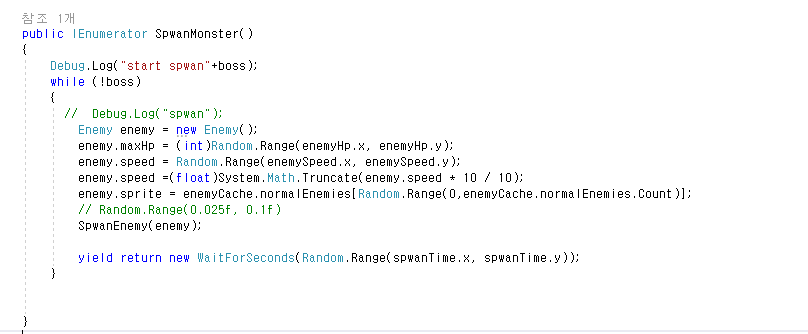 참조 1개
public IEnumerator SpwanMonster()
{
Debug.Log("start spwan"+boss);
while (!boss)
{
//  Debug.Log("spwan");
Enemy enemy = new Enemy();
enemy.maxHp = (int)Random.Range(enemyHp.x, enemyHp.y);
enemy.speed = Random.Range(enemySpeed.x, enemySpeed.y);
enemy.speed =(float)System.Math.Truncate(enemy.speed * 10 / 10);
enemy.sprite = enemyCache.normalEnemies[Random.Range(0,enemyCache.normalEnemies.Count)];
// Random.Range(0.025f, 0.1f)
SpwanEnemy(enemy);
yield return new WaitForSeconds(Random.Range(spwanTime.x, spwanTime.y));
}
}